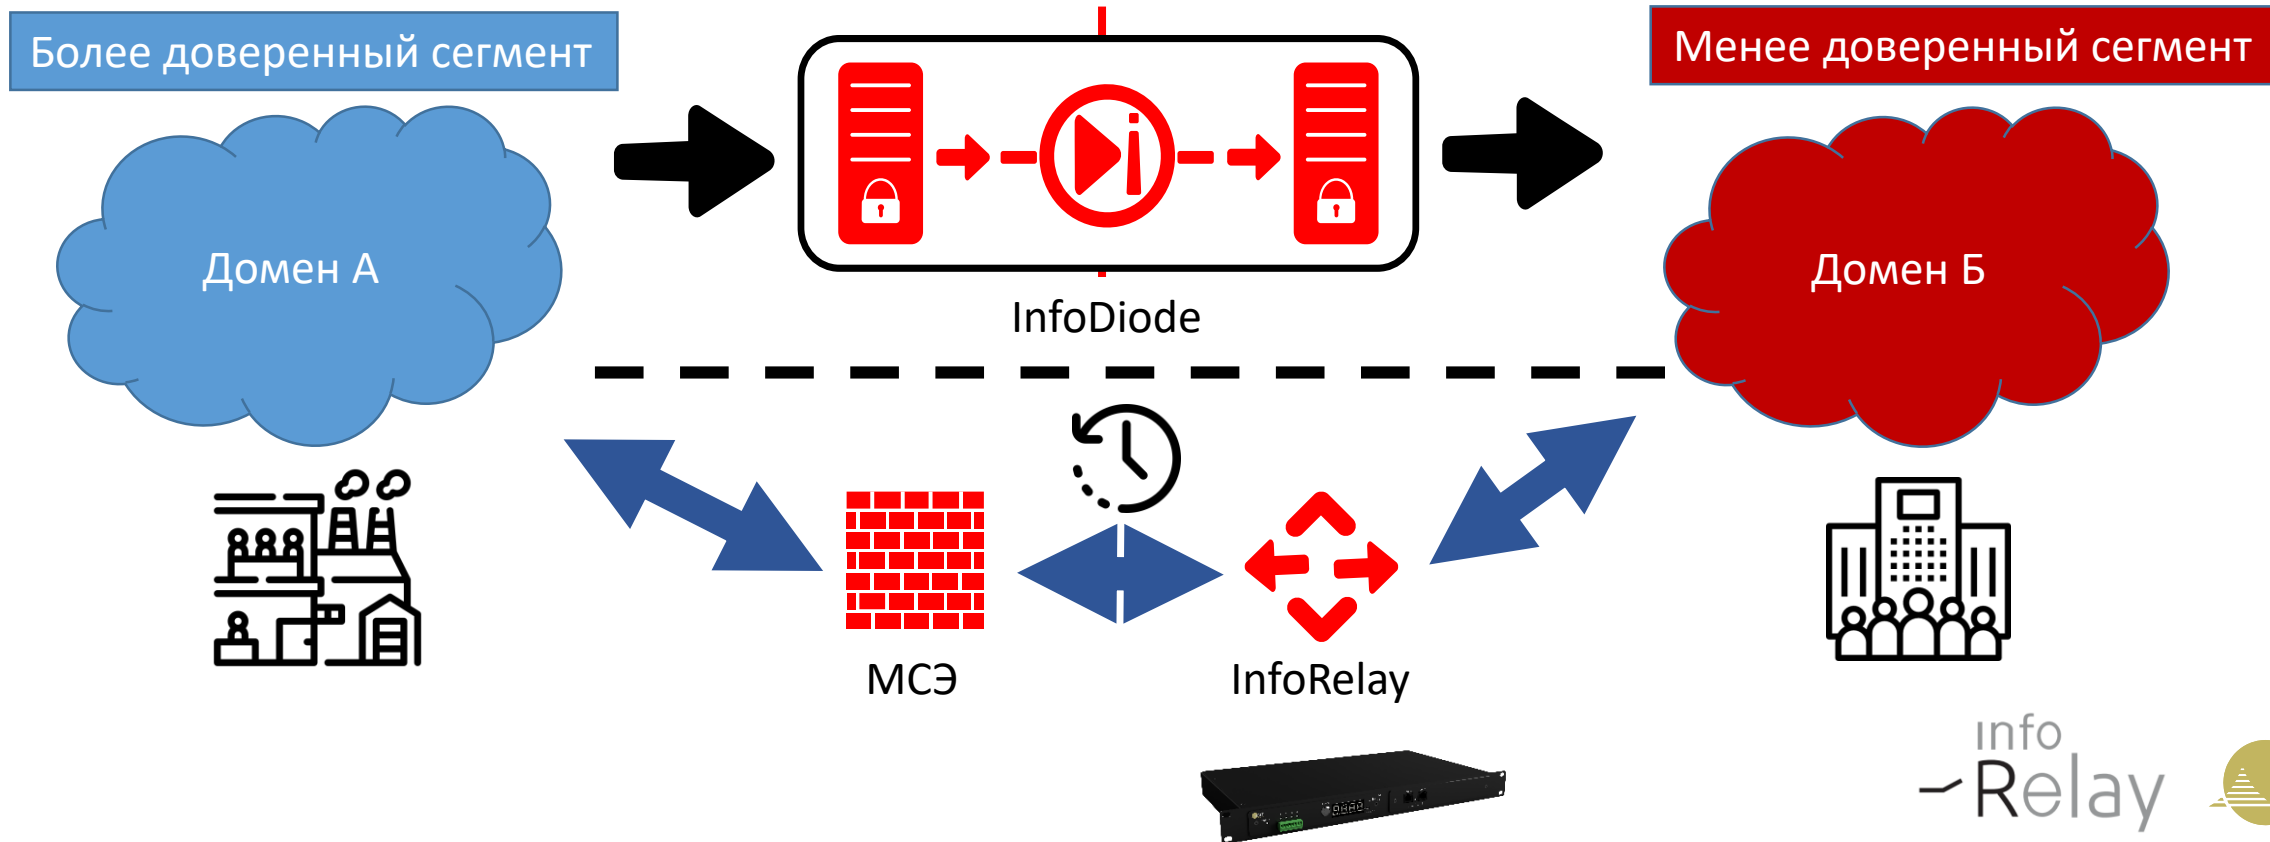 Более доверенный сегмент
Менее доверенный сегмент
Домен А
Домен Б
InfoDiode
МСЭ
InfoRelay
info
Relay